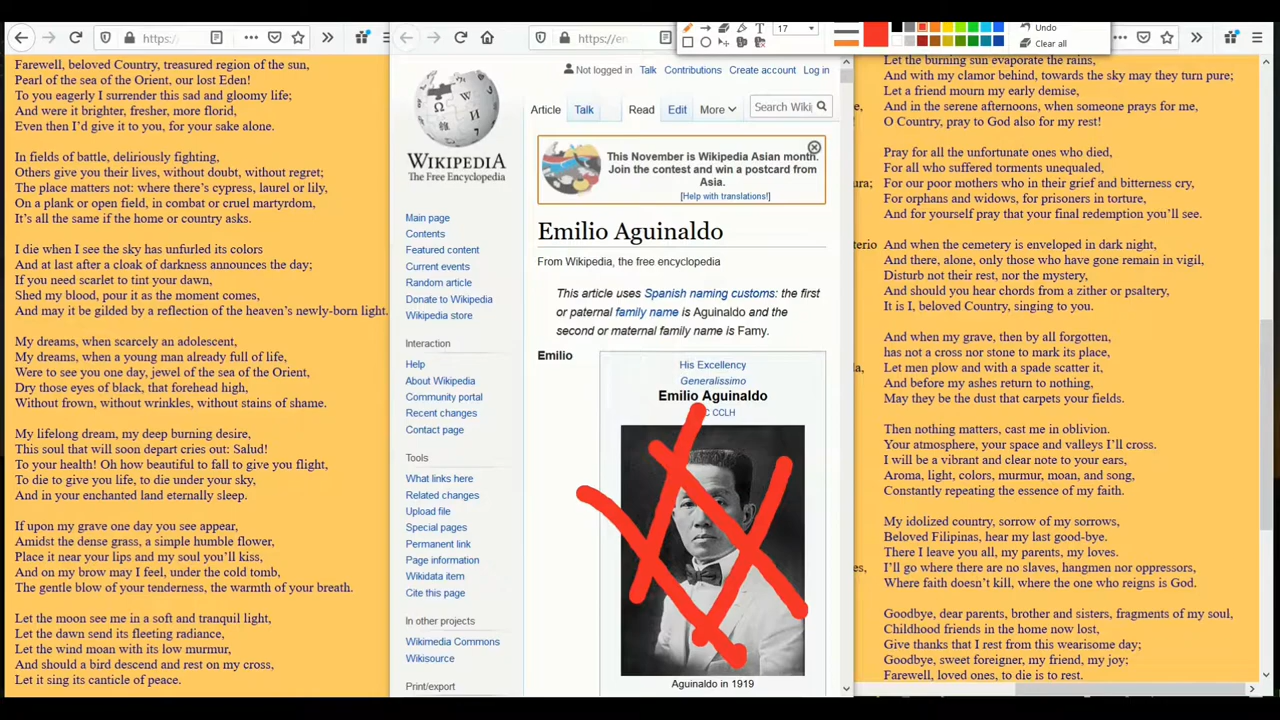 https://
Farewell, beloved Country, treasured region of the sun,
Pearl of the sea of the Orient, our lost Eden!
To you eagerly I surrender this sad and gloomy life;
And were it brighter, fresher, more florid,
Even then I'd give it to you, for your sake alone.
In fields of battle, deliriously fighting,
Others give you their lives, without doubt, without regret;
The place matters not: where there's cypress, laurel or lily,
On a plank or open field, in combat or cruel martyrdom,
It's all the same if the home or country asks.
I die when I see the sky has unfurled its colors
And at last after a cloak of darkness announces the day;
If you need scarlet to tint your dawn,
Shed my blood, pour it as the moment comes,
And may it be gilded by a reflection of the heaven's newly-born light.
My dreams, when scarcely an adolescent,
My dreams, when a young man already full of life,
Were to see you one day, jewel of the sea of the Orient,
Dry those eyes of black, that forehead high,
Without frown, without wrinkles, without stains of shame.
My lifelong dream, my deep burning desire,
This soul that will soon depart cries out: Salud!
To your health! Oh how beautiful to fall to give you flight,
To die to give you life, to die under your sky,
And in your enchanted land eternally sleep.
If upon my grave one day you see appear,
Amidst the dense grass, a simple humble flower,
Place it near your lips and my soul you'll kiss,
And on my brow may I feel, under the cold tomb,
The gentle blow of your tenderness, the warmth of your breath.
Let the moon see me in a soft and tranquil light,
Let the dawn send its fleeting radiance,
Let the wind moan with its low murmur,
And should a bird descend and rest on my cross,
Let it sing its canticle of peace.
https://en
T 17
Undo
Clear all
WIKIPEDIA
The Free Encyclopedia
Main page
Contents
Featured content
Current events
Random article
Donate to Wikipedia
Wikipedia store
Interaction
Help
About Wikipedia
Community portal
Recent changes
Contact page
Tools
What links here
Related changes
Upload file
Special pages
Permanent link
Page information
Wikidata item
Cite this page
In other projects
Wikimedia Commons
Wikisource
Print/export
Not logged in Talk Contributions Create account Log in
Article Talk Read Edit More Search Wiki
This November is Wikipedia Asian month.
Join the contest and win a postcard from
Asia.
[Help with translations!]
Emilio Aguinaldo
From Wikipedia, the free encyclopedia
This article uses Spanish naming customs: the first
or paternal family name is Aguinaldo and the
second or maternal family name is Famy.
Emilio
His Excellency
Generalissimo
Emilio Aguinaldo
CCLH
Aguinaldo in 1919
Let the burning sun evaporate the rains,
And with my clamor behind, towards the sky may they turn pure;
Let a friend mourn my early demise,
And in the serene afternoons, when someone prays for me,
O Country, pray to God also for my rest!
Pray for all the unfortunate ones who died,
For all who suffered torments unequaled,
For our poor mothers who in their grief and bitterness cry,
For orphans and widows, for prisoners in torture,
And for yourself pray that your final redemption you'll see.
And when the cemetery is enveloped in dark night,
And there, alone, only those who have gone remain in vigil,
Disturb not their rest, nor the mystery,
And should you hear chords from a zither or psaltery,
It is I, beloved Country, singing to you.
And when my grave, then by all forgotten,
has not a cross nor stone to mark its place,
Let men plow and with a spade scatter it,
And before my ashes return to nothing,
May they be the dust that carpets your fields.
Then nothing matters, cast me in oblivion.
Your atmosphere, your space and valleys I'll cross.
I will be a vibrant and clear note to your ears,
Aroma, light, colors, murmur, moan, and song,
Constantly repeating the essence of my faith.
My idolized country, sorrow of my sorrows,
Beloved Filipinas, hear my last good-bye.
There I leave you all, my parents, my loves.
I'll go where there are no slaves, hangmen nor oppressors,
Where faith doesn't kill, where the one who reigns is God.
Goodbye, dear parents, brother and sisters, fragments of my soul,
Childhood friends in the home now lost,
Give thanks that I rest from this wearisome day;
Goodbye, sweet foreigner, my friend, my joy;
Farewell, loved ones, to die is to rest.